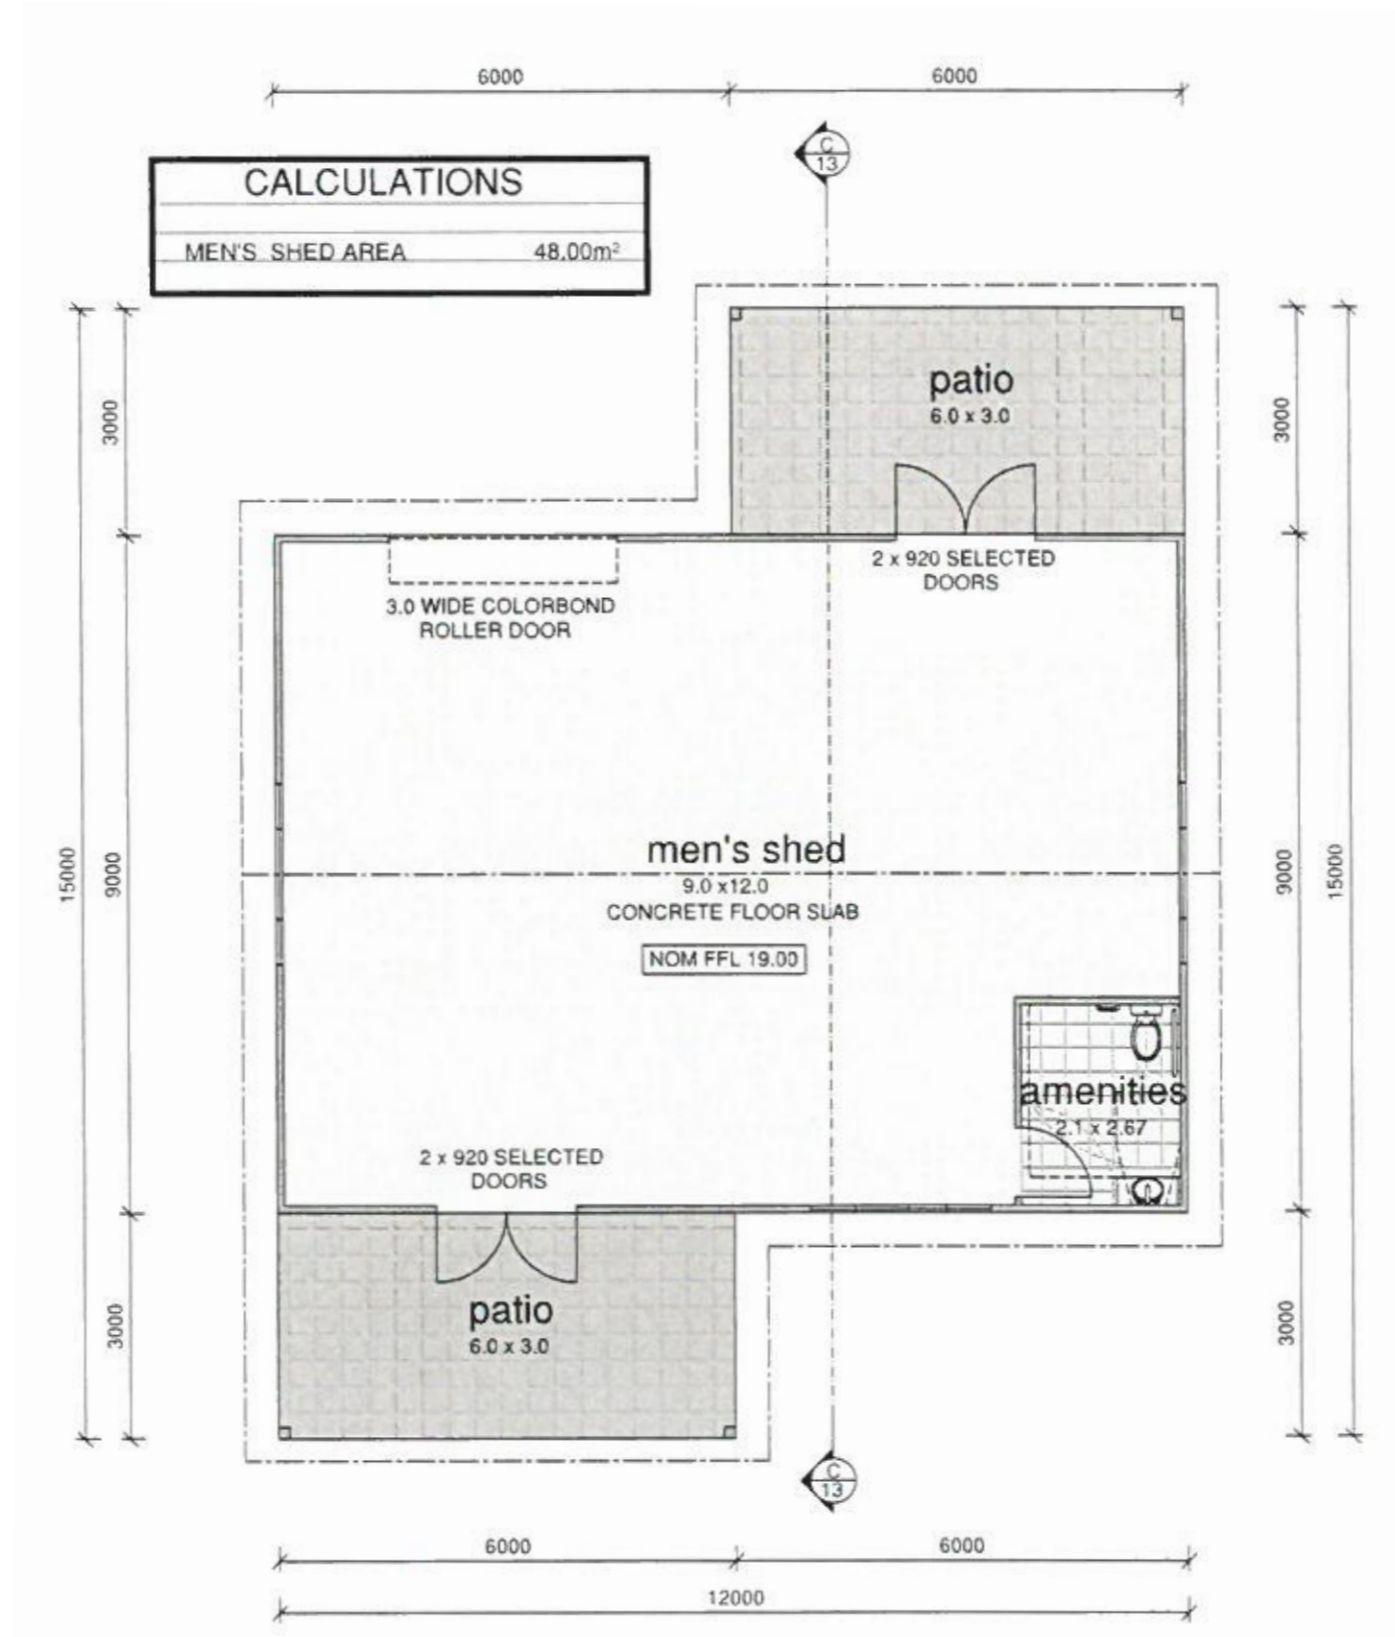 6000
6000
C
13
CALCULATIONS
MEN'S SHED AREA 48.00m²
3000
patio
6.0 x 3.0
3000
2 x 920 SELECTED
DOORS
3.0 WIDE COLORBOND
ROLLER DOOR
15000
9000
men's shed
9.0 x12.0
CONCRETE FLOOR SLAB
NOM FFL 19.00
9000
15000
amenities
2.1 x 2.67
2 x 920 SELECTED
DOORS
3000
patio
6.0 x 3.0
3000
C
13
6000
6000
12000